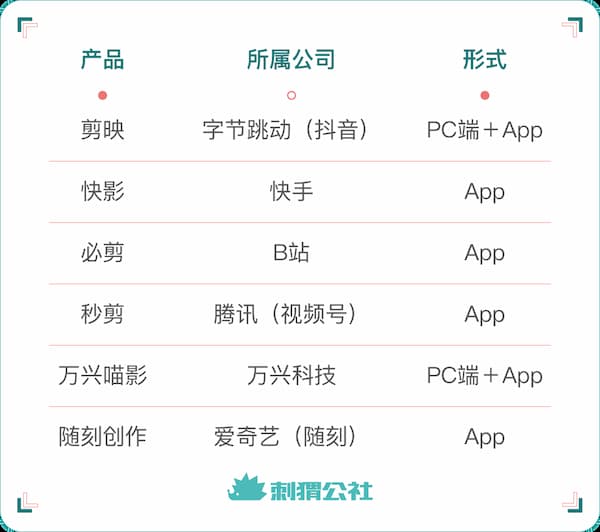 产品 所属公司 形式
剪映 字节跳动（抖音） PC端＋App
快影 快手 App
必剪 B站 App
秒剪 腾讯（视频号） App
万兴喵影 万兴科技 PC端＋App
随刻创作 爱奇艺（随刻） App
刺猬公社